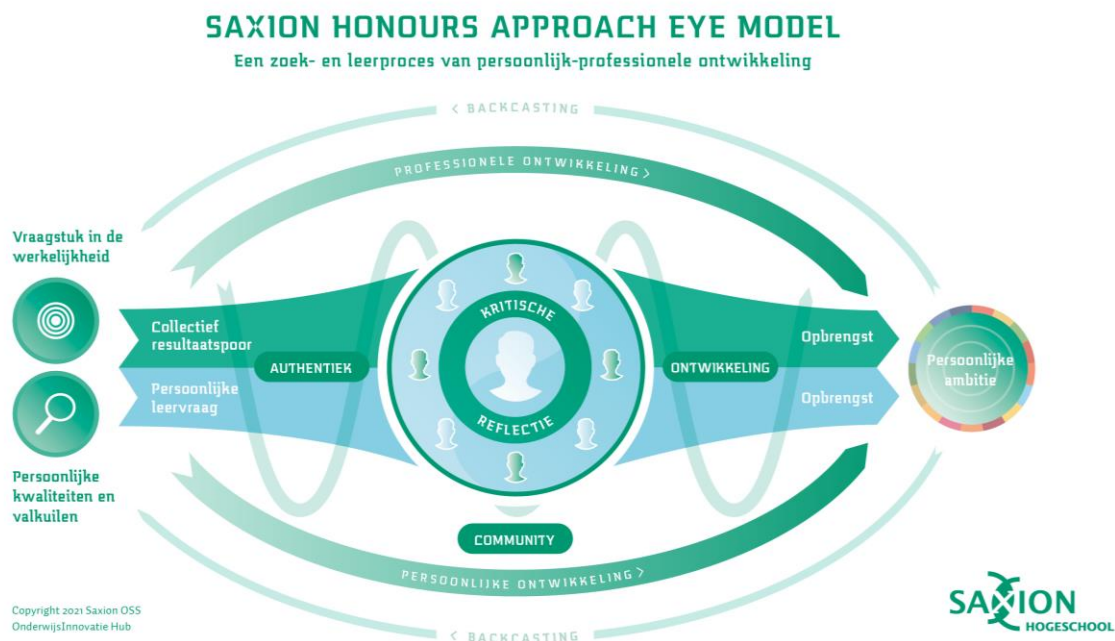 SAXION HONOURS APPROACH EYE MODEL
Een zoek- en leerproces van persoonlijk-professionele ontwikkeling
< BACKCASTING
PROFESSIONELE ONTWIKKELING >
Vraagstuk in de
werkelijkheid
Collectief
resultaatspoor
AUTHENTIEK
Persoonlijke
leervraag
KRITISCHE
REFLECTIE
ONTWIKKELING
Opbrengst
Opbrengst
Persoonlijke
ambitie
Persoonlijke
kwaliteiten en
valkuilen
COMMUNITY
PERSOONLIJKE ONTWIKKELING >
< BACKCASTING
Copyright 2021 Saxion OSS
OnderwijsInnovatie Hub
SAXION
HOGESCHOOL